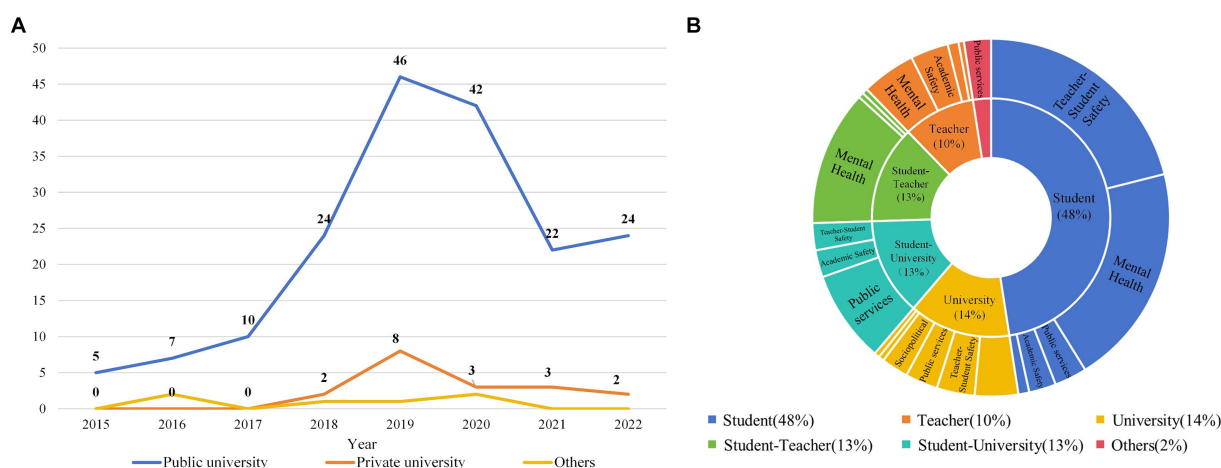 A
50
45
40
35
30
25
20
15
10
5
0
46
42
24
22
24
10
7
5
8
3
3
2
2
0
0
0
2015 2016 2017 2018 2019 2020 2021 2022
Year
Public university Private university Others
B
Teacher-
Student
Safety
Mental
Health
Public services
Academic Safety
Teacher-
Student Safety
Public services
Sociopolitical
Public
services
Academic Safety
Teacher-Student
Safety
Mental
Health
Mental
Health
Academic
Safety
Public services
Student
(48%)
University
(14%)
Student-
University
(13%)
Student-
Teacher
(13%)
Teacher
(10%)
Student(48%) Teacher(10%) University(14%)
Student-Teacher(13%) Student-University(13%) Others(2%)